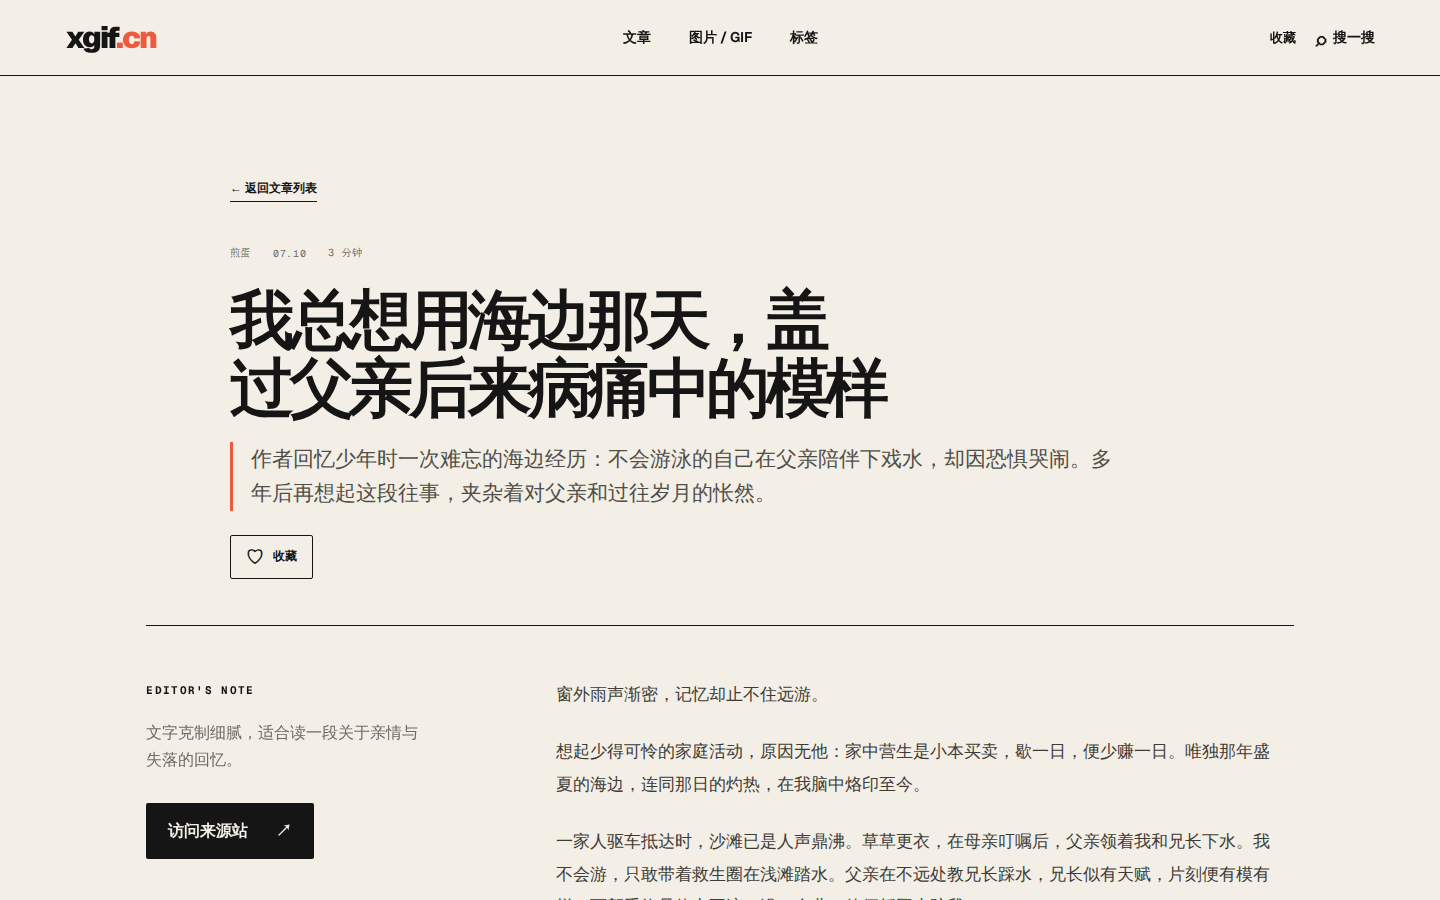 xgif.cn
文章
图片 / GIF
标签
收藏
搜一搜
← 返回文章列表
煎蛋 07.10 3 分钟
我总想用海边那天，盖
过父亲后来病痛中的模样
作者回忆少年时一次难忘的海边经历：不会游泳的自己在父亲陪伴下戏水，却因恐惧哭闹。多
年后再想起这段往事，夹杂着对父亲和过往岁月的怅然。
收藏
EDITOR'S NOTE
文字克制细腻，适合读一段关于亲情与
失落的回忆。
访问来源站 ↗
窗外雨声渐密，记忆却止不住远游。
想起少得可怜的家庭活动，原因无他：家中营生是小本买卖，歇一日，便少赚一日。唯独那年盛
夏的海边，连同那日的灼热，在我脑中烙印至今。
一家人驱车抵达时，沙滩已是人声鼎沸。草草更衣，在母亲叮嘱后，父亲领着我和兄长下水。我
不会游，只敢带着救生圈在浅滩踏水。父亲在不远处教兄长踩水，兄长似有天赋，片刻便有模有